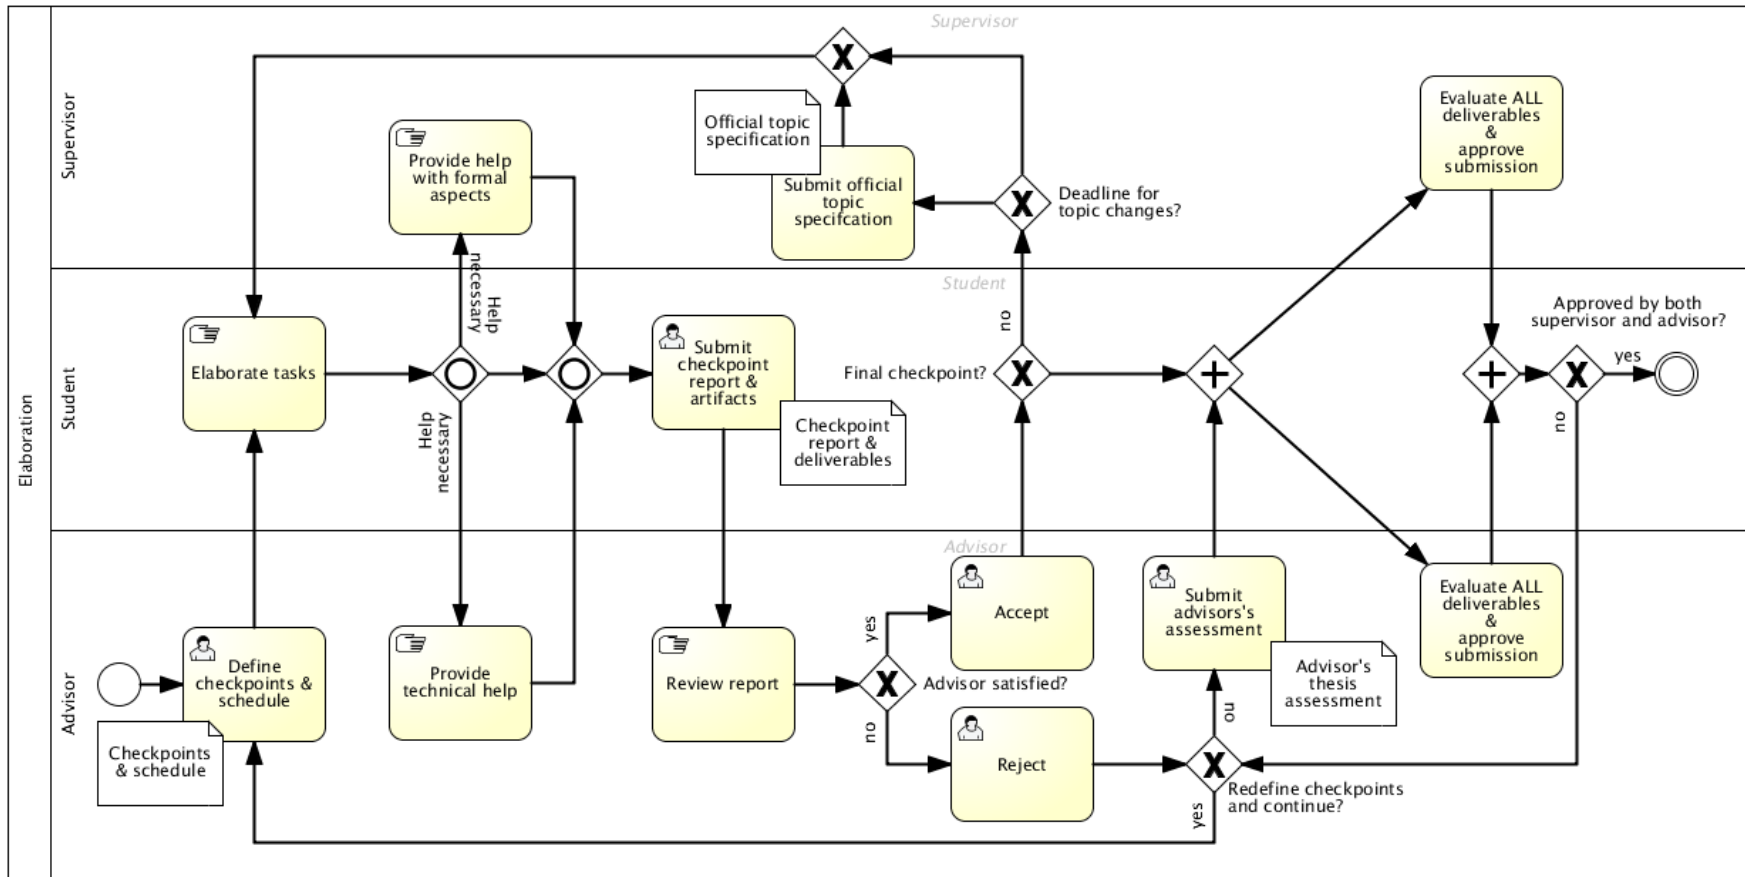 Elaboration
Supervisor
Supervisor
Official topic
specification
Submit official
topic
specifcation
Deadline for
topic changes?
Provide help
with formal
aspects
Evaluate ALL
deliverables
&
approve
submission
Student
Student
Help
necessary
Elaborate tasks
Help
necessary
Submit
checkpoint
report &
artifacts
Checkpoint
report &
deliverables
no
Final checkpoint?
Approved by both
supervisor and advisor?
yes
no
Advisor
Advisor
Define
checkpoints &
schedule
Checkpoints
& schedule
Provide
technical help
Review report
yes
Advisor satisfied?
no
Accept
Reject
Submit
advisors's
assessment
Advisor's
thesis
assessment
no
Redefine checkpoints
and continue?
yes
Evaluate ALL
deliverables
&
approve
submission